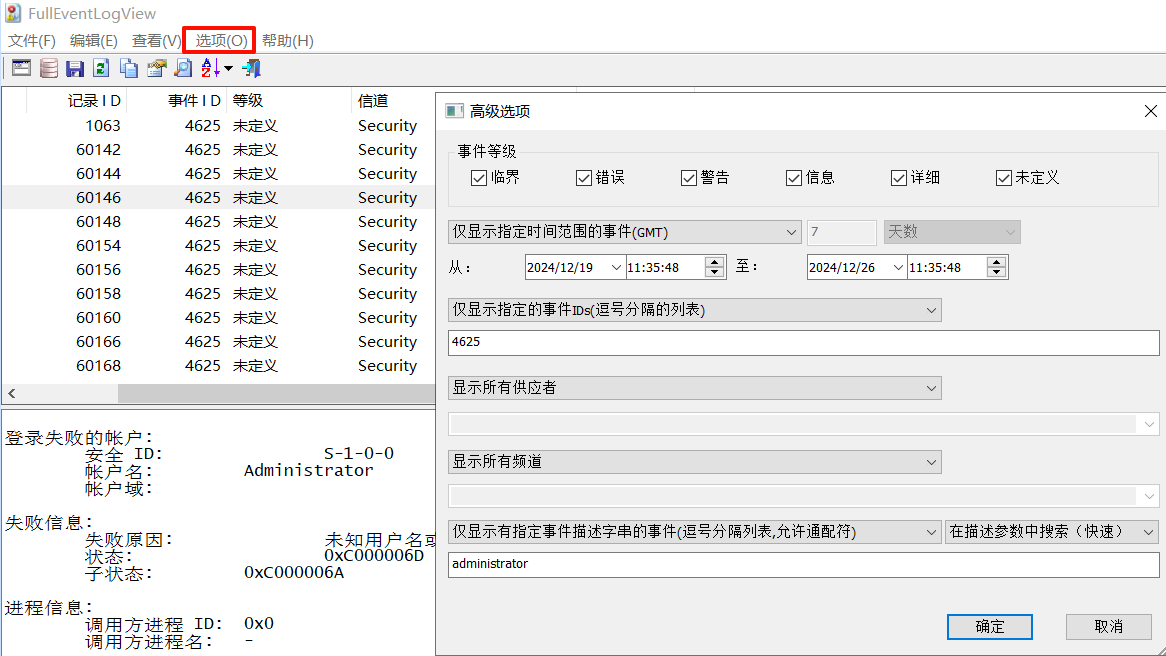 FullEventLogView
文件(F) 编辑(E) 查看(V) 选项(O) 帮助(H)
记录 I D 事件 I D 等级 信道
1063 4625 未定义 Security
60142 4625 未定义 Security
60144 4625 未定义 Security
60146 4625 未定义 Security
60148 4625 未定义 Security
60154 4625 未定义 Security
60156 4625 未定义 Security
60158 4625 未定义 Security
60160 4625 未定义 Security
60166 4625 未定义 Security
60168 4625 未定义 Security
登录失败的帐户:
安全 ID: S-1-0-0
帐户名: Administrator
帐户域:
失败信息:
失败原因: 未知用户名或
状态: 0xC000006D
子状态: 0xC000006A
进程信息:
调用方进程 ID: 0x0
调用方进程名: -
高级选项
事件等级
临界 错误 警告 信息 详细 未定义
仅显示指定时间范围的事件(GMT) 7 天数
从： 2024/12/19 11:35:48 至： 2024/12/26 11:35:48
仅显示指定的事件IDs(逗号分隔的列表)
4625
显示所有供应者
显示所有频道
仅显示有指定事件描述字串的事件(逗号分隔列表,允许通配符) 在描述参数中搜索（快速）
administrator
确定 取消